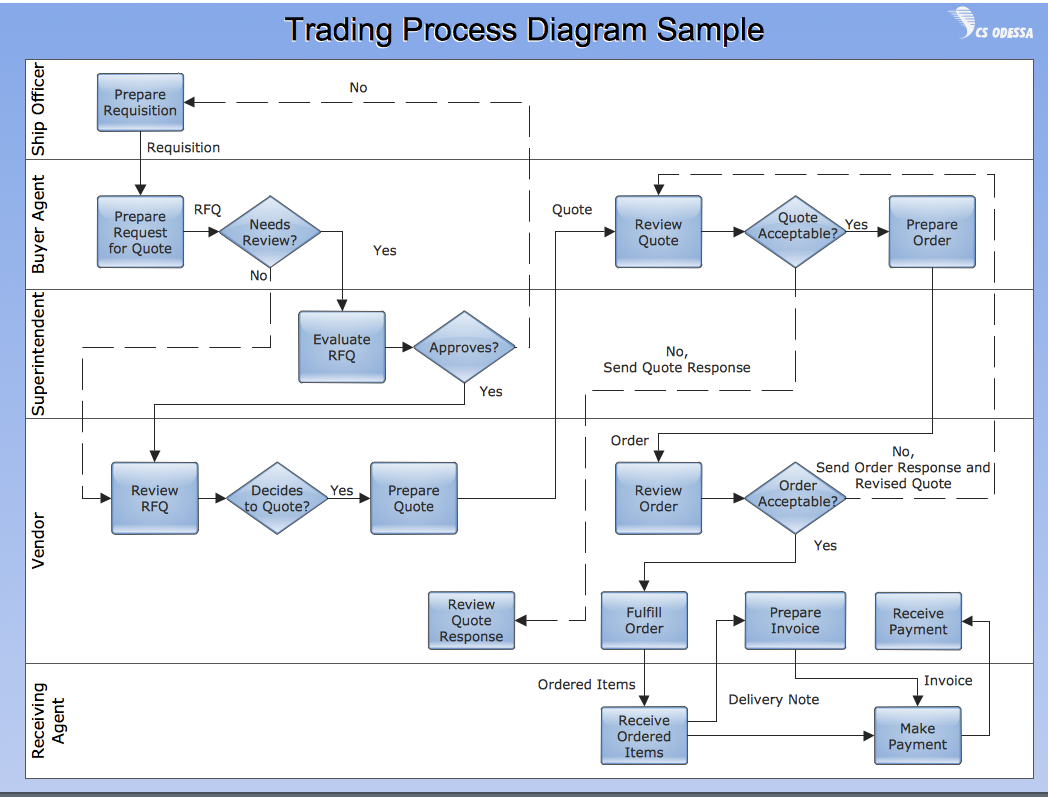 Trading Process Diagram Sample
CS ODESSA
Ship Officer
Prepare
Requisition
No
Requisition
Buyer Agent
Prepare
Request
for Quote
RFQ
Needs
Review?
Yes
No
Quote
Review
Quote
Quote
Acceptable?
Yes
Prepare
Order
Superintendent
Evaluate
RFQ
Approves?
Yes
No,
Send Quote Response
Vendor
Review
RFQ
Decides
to Quote?
Yes
Prepare
Quote
Order
Review
Order
Order
Acceptable?
No,
Send Order Response and
Revised Quote
Yes
Review
Quote
Response
Fulfill
Order
Prepare
Invoice
Receive
Payment
Receiving
Agent
Ordered Items
Receive
Ordered
Items
Delivery Note
Invoice
Make
Payment